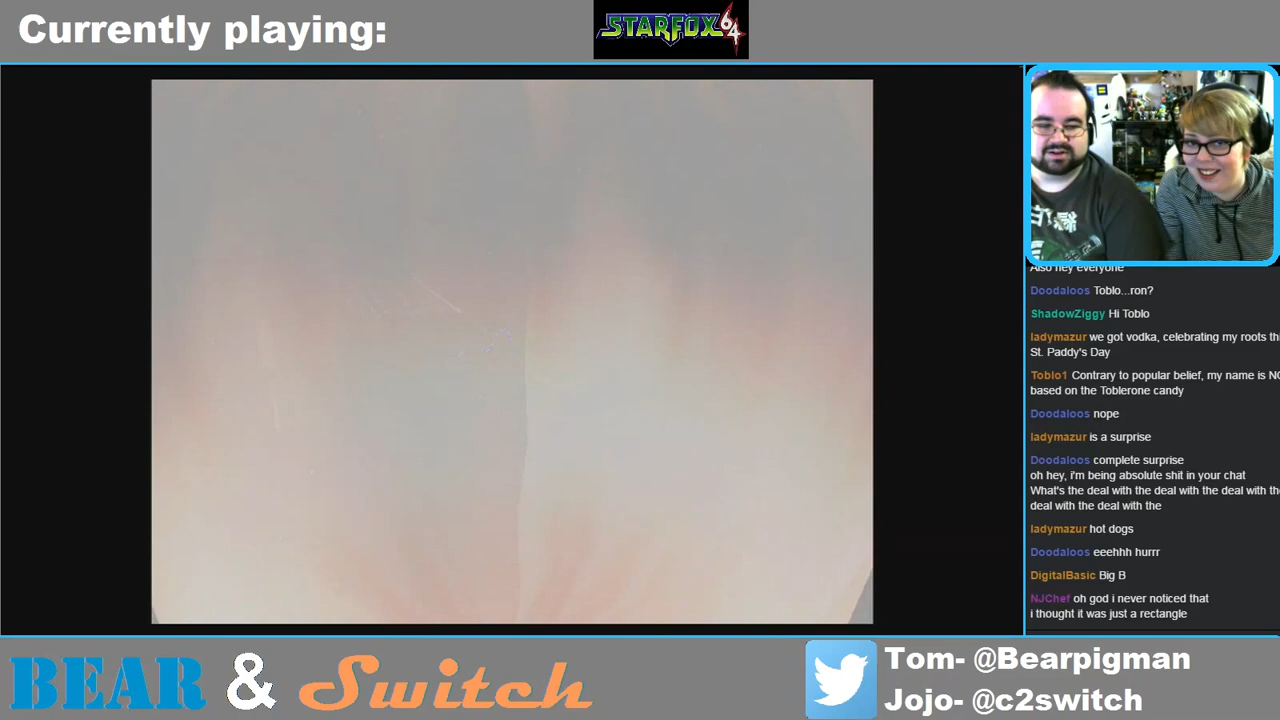 Currently playing:
STARFOX 64
Also hey everyone
Doodaloos Toblo...ron?
ShadowZiggy Hi Toblo
ladymazur we got vodka, celebrating my roots
St. Paddy's Day
Toblo1 Contrary to popular belief, my name is
based on the Toblerone candy
Doodaloos nope
ladymazur is a surprise
Doodaloos complete surprise
oh hey, i'm being absolute shit in your chat
What's the deal with the deal with the deal with
deal with the deal with the
ladymazur hot dogs
Doodaloos eeehhh hurrr
DigitalBasic Big B
NJChef oh god i never noticed that
i thought it was just a rectangle
BEAR & Switch
Tom- @Bearpigman
Jojo- @c2switch